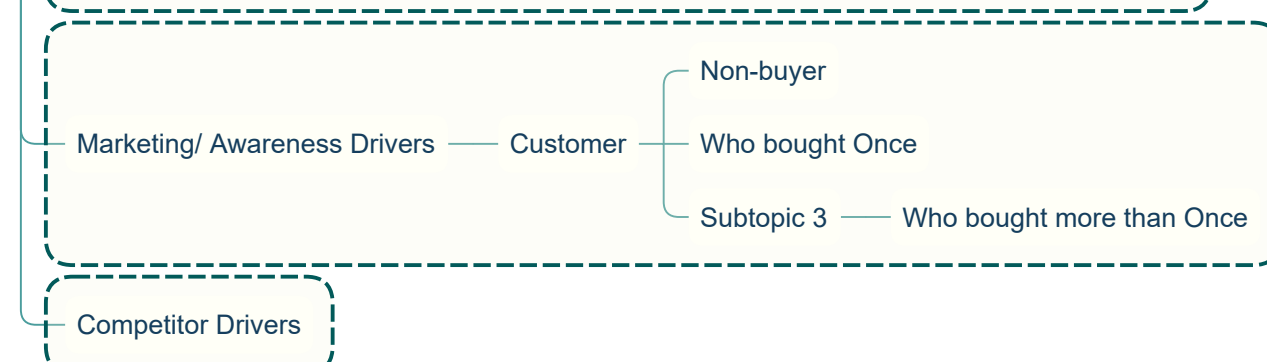 Non-buyer
Marketing/ Awareness Drivers
Customer
Who bought Once
Subtopic 3
Who bought more than Once
Competitor Drivers